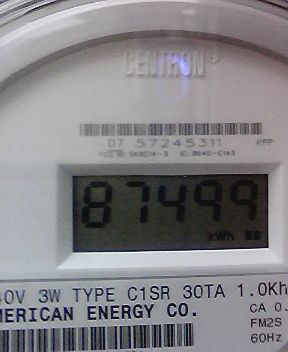 CENTRON®
07 57245311 MPP
87499
kWh
40V 3W TYPE C1SR 30TA 1.0Kh
MERICAN ENERGY CO. CA 0.
FM2S
60Hz